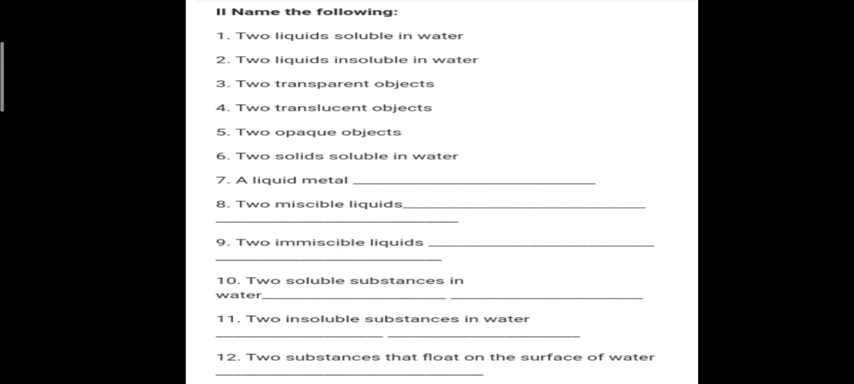 II Name the following:
1. Two liquids soluble in water
2. Two liquids insoluble in water
3. Two transparent objects
4. Two translucent objects
5. Two opaque objects
6. Two solids soluble in water
7. A liquid metal
8. Two miscible liquids
9. Two immiscible liquids
10. Two soluble substances in
water
11. Two insoluble substances in water
12. Two substances that float on the surface of water